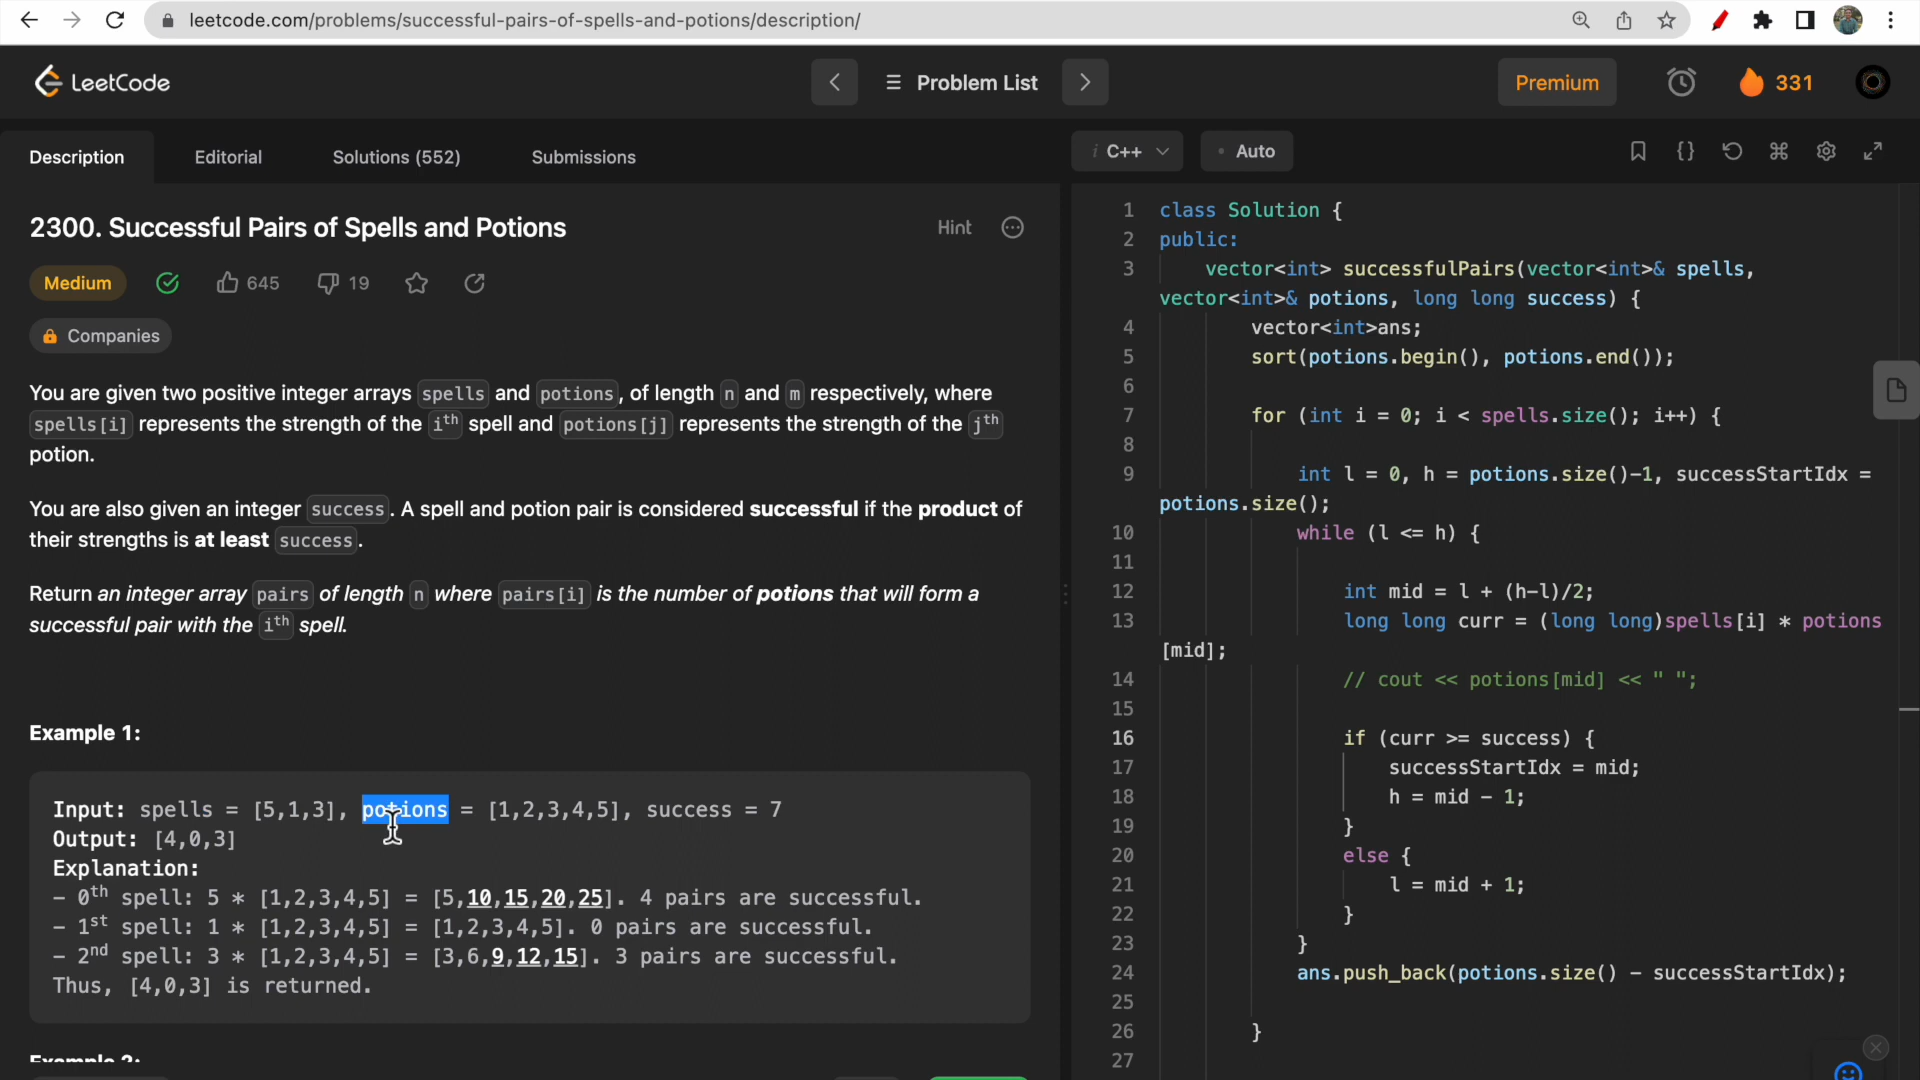 leetcode.com/problems/successful-pairs-of-spells-and-potions/description/
LeetCode
Problem List
Premium
331
Description
Editorial
Solutions (552)
Submissions
i C++
• Auto
2300. Successful Pairs of Spells and Potions
Hint
Medium
645
19
Companies
You are given two positive integer arrays spells and potions, of length n and m respectively, where
spells[i] represents the strength of the ith spell and potions[j] represents the strength of the jth
potion.
You are also given an integer success. A spell and potion pair is considered successful if the product of
their strengths is at least success.
Return an integer array pairs of length n where pairs[i] is the number of potions that will form a
successful pair with the ith spell.
Example 1:
Input: spells = [5,1,3], potions = [1,2,3,4,5], success = 7
Output: [4,0,3]
Explanation:
- 0th spell: 5 * [1,2,3,4,5] = [5,10,15,20,25]. 4 pairs are successful.
- 1st spell: 1 * [1,2,3,4,5] = [1,2,3,4,5]. 0 pairs are successful.
- 2nd spell: 3 * [1,2,3,4,5] = [3,6,9,12,15]. 3 pairs are successful.
Thus, [4,0,3] is returned.
Example 2:
1 class Solution {
2 public:
3 vector<int> successfulPairs(vector<int>& spells,
vector<int>& potions, long long success) {
4 vector<int>ans;
5 sort(potions.begin(), potions.end());
6
7 for (int i = 0; i < spells.size(); i++) {
8
9 int l = 0, h = potions.size()-1, successStartIdx =
potions.size();
10 while (l <= h) {
11
12 int mid = l + (h-l)/2;
13 long long curr = (long long)spells[i] * potions
[mid];
14 // cout << potions[mid] << " ";
15
16 if (curr >= success) {
17 successStartIdx = mid;
18 h = mid - 1;
19 }
20 else {
21 l = mid + 1;
22 }
23 }
24 ans.push_back(potions.size() - successStartIdx);
25
26 }
27